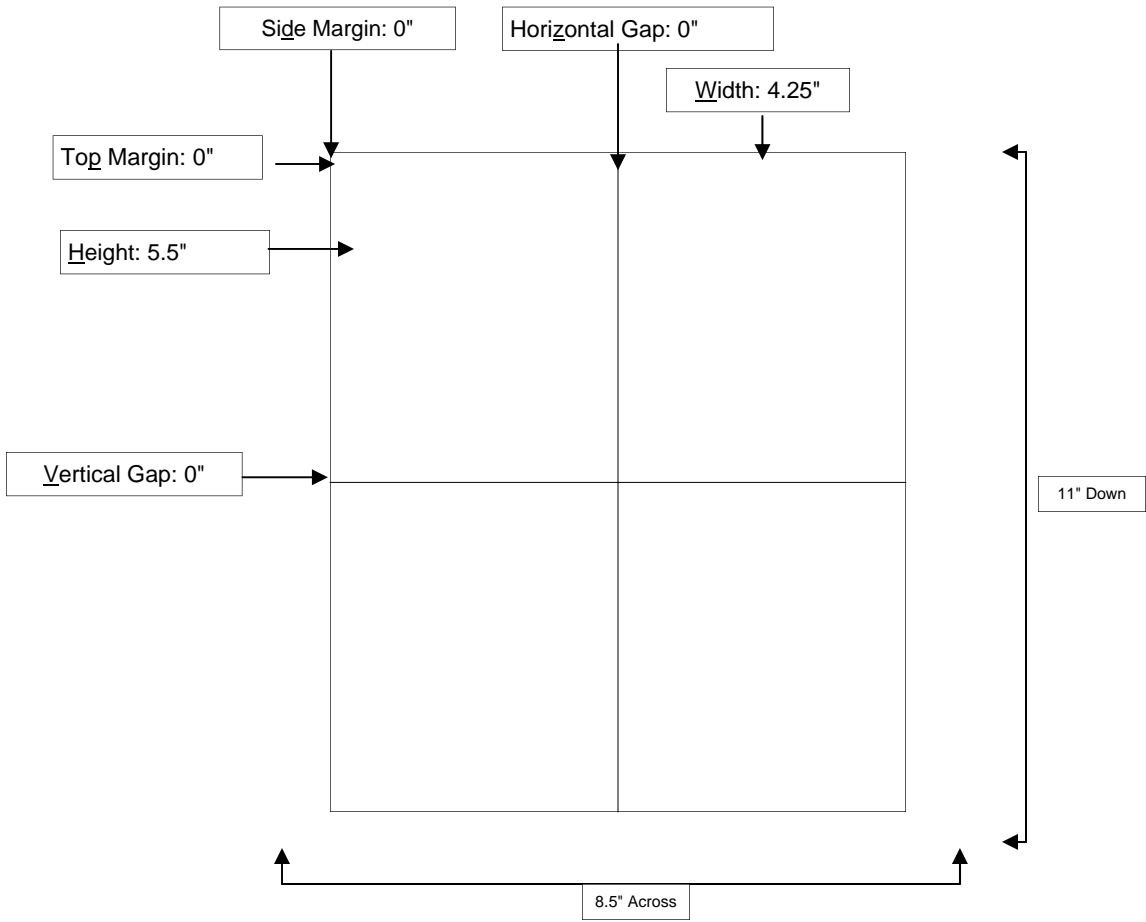 Side Margin: 0"
Horizontal Gap: 0"
Width: 4.25"
Top Margin: 0"
Height: 5.5"
Vertical Gap: 0"
11" Down
8.5" Across